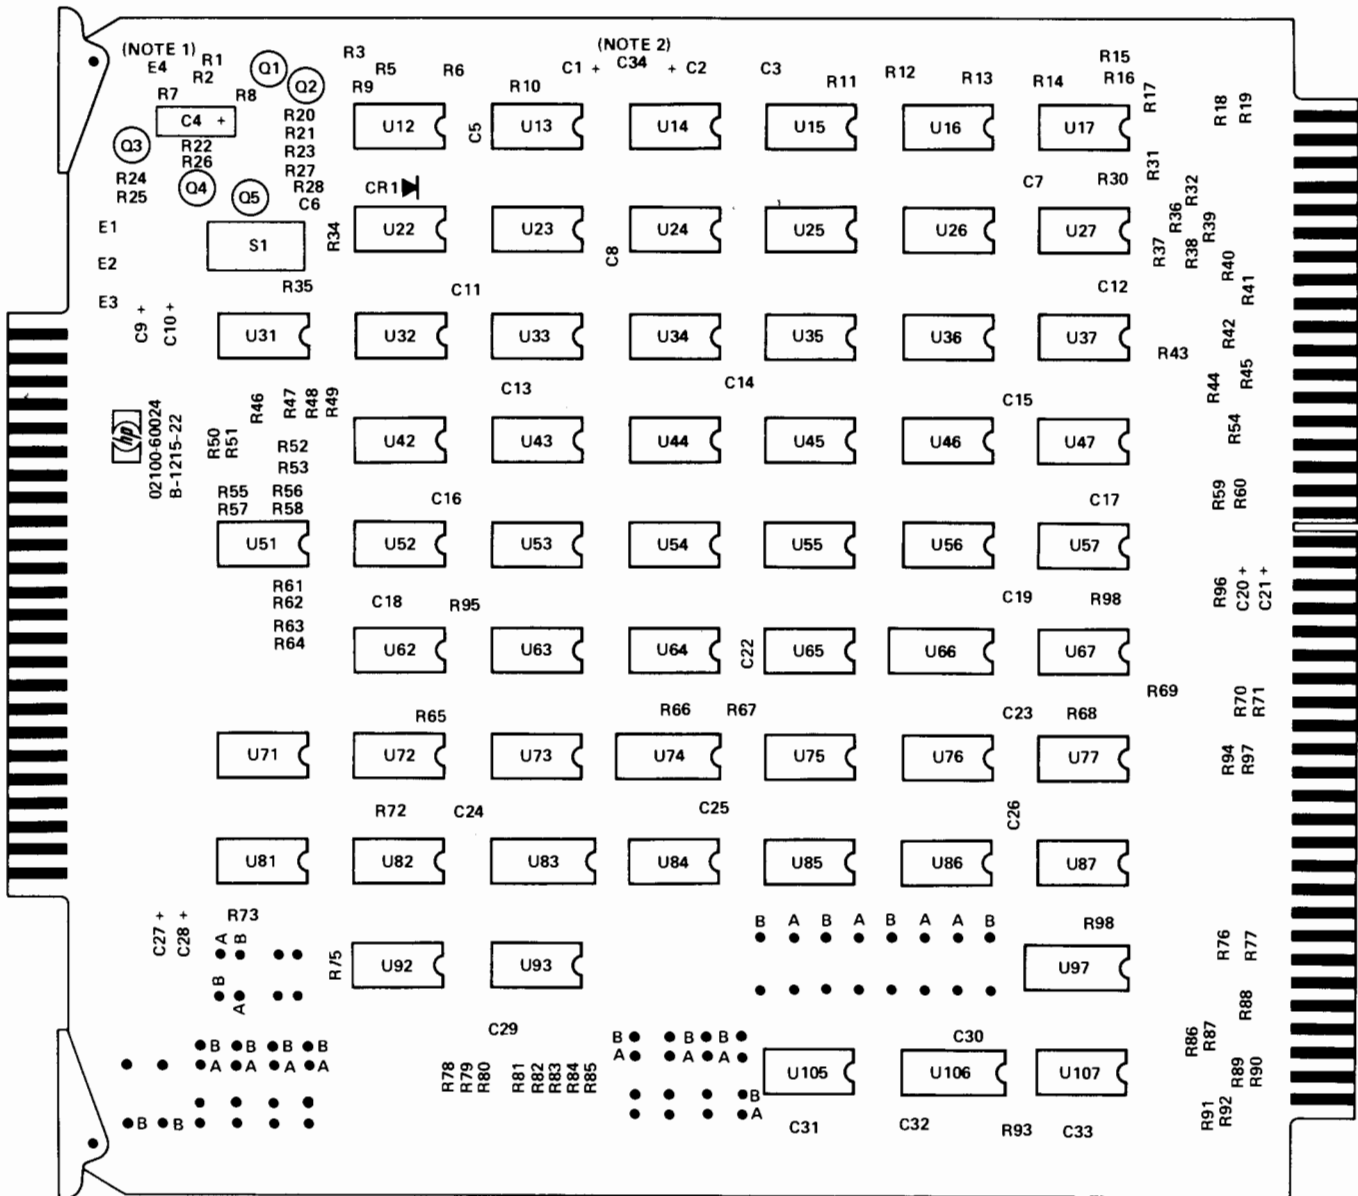 (NOTE 1)
(NOTE 2)
E4
R1
R2
Q1
Q2
R3
R5
R6
C1 +
C34
+ C2
C3
R11
R12
R13
R14
R15
R16
R7
R8
R9
R10
R17
R18
R19
C4 +
R20
R21
R23
R27
R28
C6
U12
C5
U13
U14
U15
U16
U17
Q3
R22
R26
R24
R25
Q4
Q5
CR1
C7
R30
R31
R32
E1
S1
R34
U22
U23
C8
U24
U25
U26
U27
R36
R37
R38
R39
E2
R40
R41
E3
R35
C11
C12
C9 +
C10 +
U31
U32
U33
U34
U35
U36
U37
R42
R43
C13
C14
C15
R44
R45
R46
R47
R48
R49
hp
02100-60024
B-1215-22
R50
R51
R52
R53
U42
U43
U44
U45
U46
U47
R54
R55
R56
R57
R58
C16
C17
R59
R60
U51
U52
U53
U54
U55
U56
U57
R61
R62
C18
R95
C19
R98
R96
C20 +
C21 +
R63
R64
U62
U63
U64
C22
U65
U66
U67
R69
R70
R71
R65
R66
R67
C23
R68
U71
U72
U73
U74
U75
U76
U77
R94
R97
R72
C24
C25
C26
U81
U82
U83
U84
U85
U86
U87
C27 +
C28 +
R73
A B
B A B A B A A B
R98
R75
U92
U93
U97
R76
R77
B A
C29
C30
R88
B B B B
A A A A
B B B
A A A
R86
R87
R78
R79
R80
R81
R82
R83
R84
R85
U105
U106
U107
R89
R90
B B
B
A
C31
C32
R93
C33
R91
R92